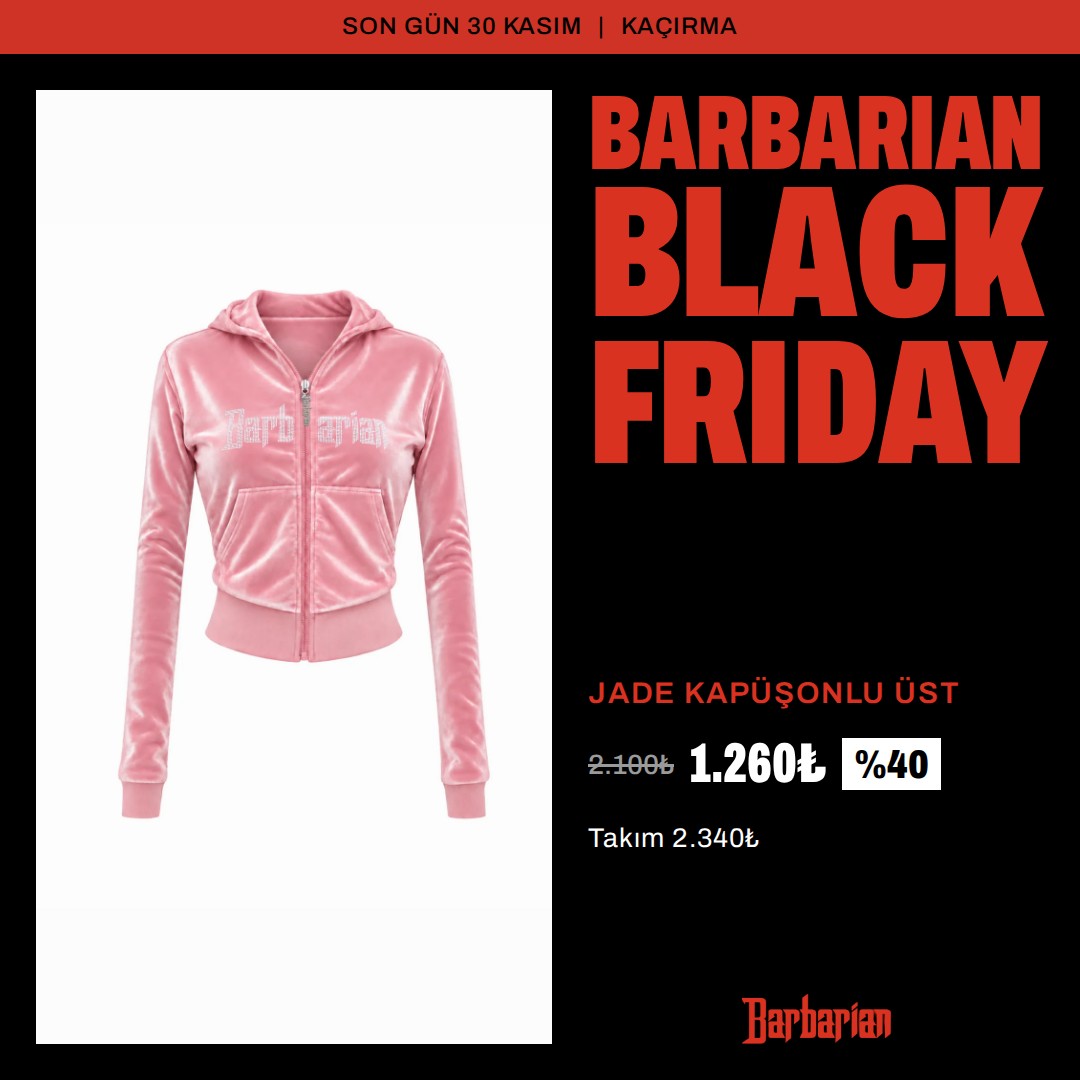 SON GÜN 30 KASIM | KAÇIRMA
BARBARIAN
BLACK
FRIDAY
Barbarian
JADE KAPÜŞONLU ÜST
2.100₺ 1.260₺ %40
Takım 2.340₺
Barbarian